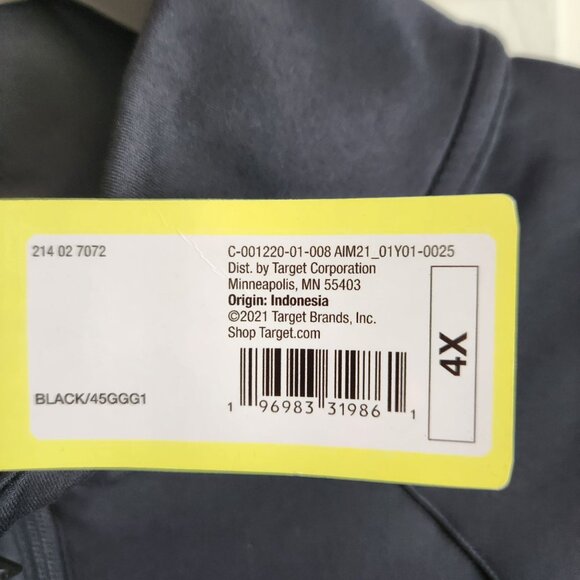 214 02 7072
C-001220-01-008 AIM21_01Y01-0025
Dist. by Target Corporation
Minneapolis, MN 55403
Origin: Indonesia
©2021 Target Brands, Inc.
Shop Target.com
4X
BLACK/45GGG1
1 96983 31986 1